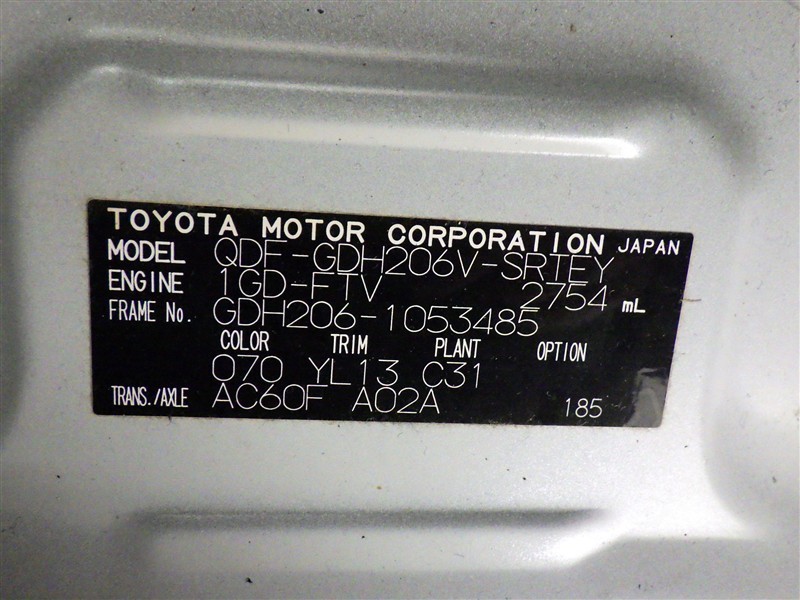 TOYOTA MOTOR CORPORATION JAPAN
MODEL QDF-GDH206V-SRTEY
ENGINE 1GD-FTV 2754 mL
FRAME No. GDH206-1053485
COLOR TRIM PLANT OPTION
070 YL13 C31
TRANS./AXLE AC60F A02A 185